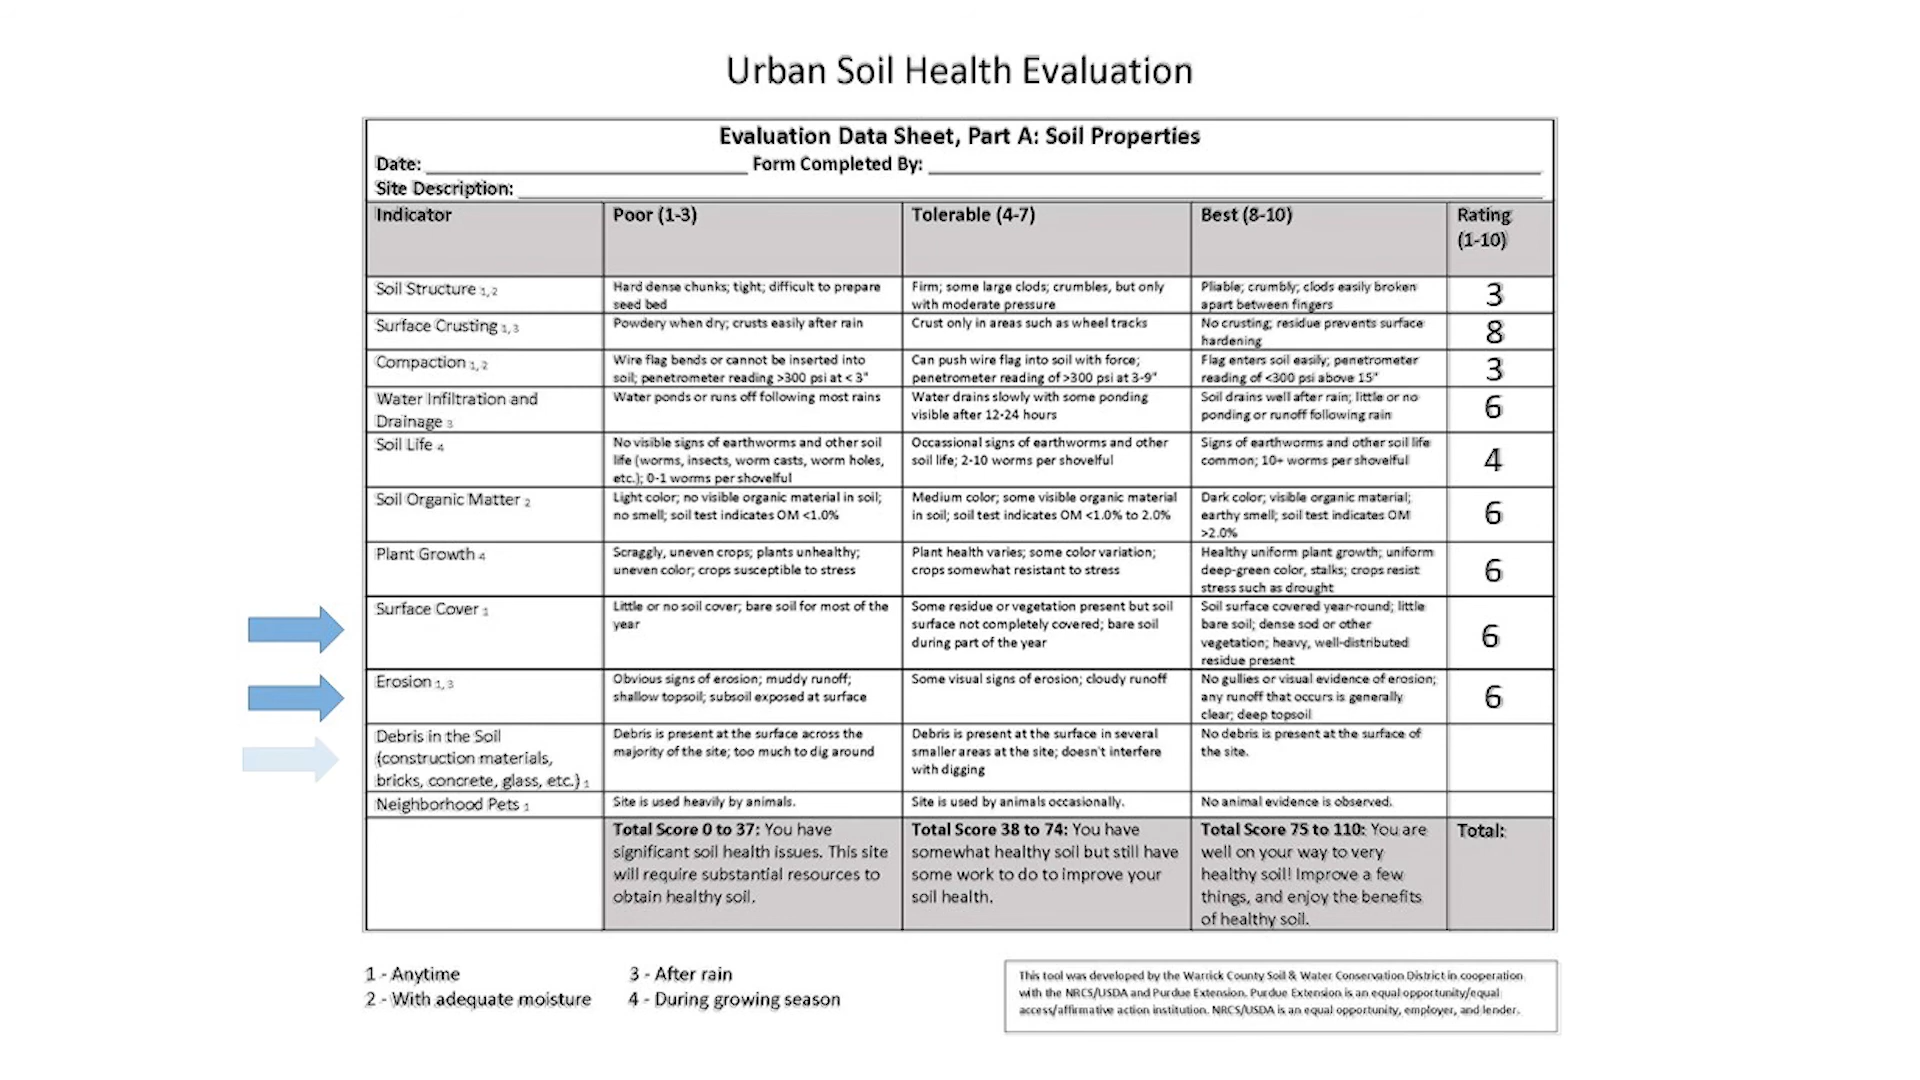 Urban Soil Health Evaluation
Evaluation Data Sheet, Part A: Soil Properties
Date: Form Completed By:
Site Description:
Indicator
Poor (1-3)
Tolerable (4-7)
Best (8-10)
Rating
(1-10)
Soil Structure 1,2
Hard dense chunks; tight; difficult to prepare
seed bed
Firm; some large clods; crumbles, but only
with moderate pressure
Pliable; crumbly; clods easily broken
apart between fingers
3
Surface Crusting 1,3
Powdery when dry; crusts easily after rain
Crust only in areas such as wheel tracks
No crusting; residue prevents surface
hardening
8
Compaction 1,2
Wire flag bends or cannot be inserted into
soil; penetrometer reading >300 psi at < 3"
Can push wire flag into soil with force;
penetrometer reading of >300 psi at 3-9"
Flag enters soil easily; penetrometer
reading of <300 psi above 15"
3
Water Infiltration and
Drainage 3
Water ponds or runs off following most rains
Water drains slowly with some ponding
visible after 12-24 hours
Soil drains well after rain; little or no
ponding or runoff following rain
6
Soil Life 4
No visible signs of earthworms and other soil
life (worms, insects, worm casts, worm holes,
etc.); 0-1 worms per shovelful
Occassional signs of earthworms and other
soil life; 2-10 worms per shovelful
Signs of earthworms and other soil life
common; 10+ worms per shovelful
4
Soil Organic Matter 2
Light color; no visible organic material in soil;
no smell; soil test indicates OM <1.0%
Medium color; some visible organic material
in soil; soil test indicates OM <1.0% to 2.0%
Dark color; visible organic material;
earthy smell; soil test indicates OM
>2.0%
6
Plant Growth 4
Scraggly, uneven crops; plants unhealthy;
uneven color; crops susceptible to stress
Plant health varies; some color variation;
crops somewhat resistant to stress
Healthy uniform plant growth; uniform
deep-green color, stalks; crops resist
stress such as drought
6
Surface Cover 1
Little or no soil cover; bare soil for most of the
year
Some residue or vegetation present but soil
surface not completely covered; bare soil
during part of the year
Soil surface covered year-round; little
bare soil; dense sod or other
vegetation; heavy, well-distributed
residue present
6
Erosion 1,3
Obvious signs of erosion; muddy runoff;
shallow topsoil; subsoil exposed at surface
Some visual signs of erosion; cloudy runoff
No gullies or visual evidence of erosion;
any runoff that occurs is generally
clear; deep topsoil
6
Debris in the Soil
(construction materials,
bricks, concrete, glass, etc.) 1
Debris is present at the surface across the
majority of the site; too much to dig around
Debris is present at the surface in several
smaller areas at the site; doesn't interfere
with digging
No debris is present at the surface of
the site.
Neighborhood Pets 1
Site is used heavily by animals.
Site is used by animals occasionally.
No animal evidence is observed.
Total Score 0 to 37: You have
significant soil health issues. This site
will require substantial resources to
obtain healthy soil.
Total Score 38 to 74: You have
somewhat healthy soil but still have
some work to do to improve your
soil health.
Total Score 75 to 110: You are
well on your way to very
healthy soil! Improve a few
things, and enjoy the benefits
of healthy soil.
Total:
1 - Anytime
2 - With adequate moisture
3 - After rain
4 - During growing season
This tool was developed by the Warrick County Soil & Water Conservation District in cooperation
with the NRCS/USDA and Purdue Extension. Purdue Extension is an equal opportunity/equal
access/affirmative action institution. NRCS/USDA is an equal opportunity, employer, and lender.